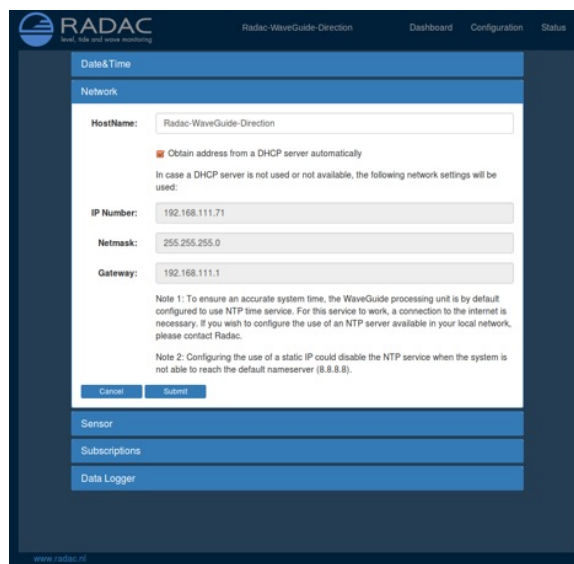 RADAC
level, tide and wave monitoring
Radac-WaveGuide-Direction Dashboard Configuration Status
Date&Time
Network
HostName: Radac-WaveGuide-Direction
Obtain address from a DHCP server automatically
In case a DHCP server is not used or not available, the following network settings will be
used:
IP Number: 192.168.111.71
Netmask: 255.255.255.0
Gateway: 192.168.111.1
Note 1: To ensure an accurate system time, the WaveGuide processing unit is by default
configured to use NTP time service. For this service to work, a connection to the internet is
necessary. If you wish to configure the use of an NTP server available in your local network,
please contact Radac.
Note 2: Configuring the use of a static IP could disable the NTP service when the system is
not able to reach the default nameserver (8.8.8.8).
Cancel Submit
Sensor
Subscriptions
Data Logger
www.radac.nl